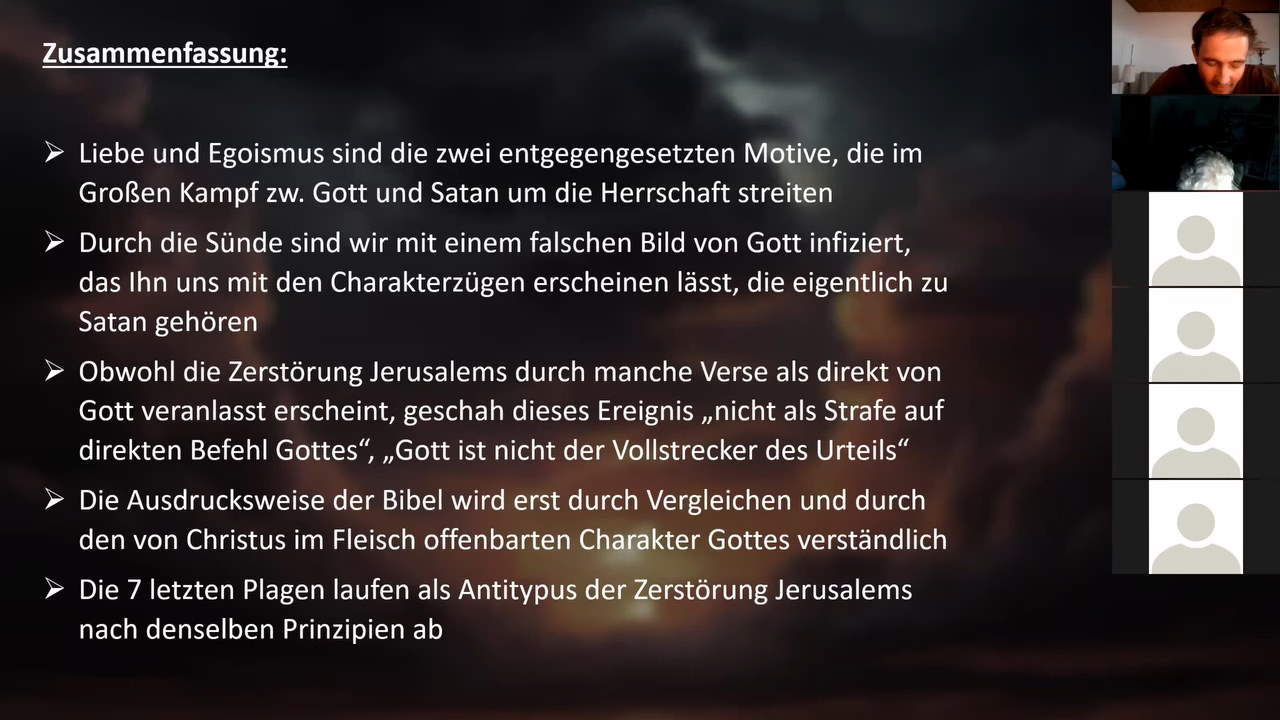 Zusammenfassung:
➢ Liebe und Egoismus sind die zwei entgegengesetzten Motive, die im
Großen Kampf zw. Gott und Satan um die Herrschaft streiten
➢ Durch die Sünde sind wir mit einem falschen Bild von Gott infiziert,
das Ihn uns mit den Charakterzügen erscheinen lässt, die eigentlich zu
Satan gehören
➢ Obwohl die Zerstörung Jerusalems durch manche Verse als direkt von
Gott veranlasst erscheint, geschah dieses Ereignis „nicht als Strafe auf
direkten Befehl Gottes“, „Gott ist nicht der Vollstrecker des Urteils“
➢ Die Ausdrucksweise der Bibel wird erst durch Vergleichen und durch
den von Christus im Fleisch offenbarten Charakter Gottes verständlich
➢ Die 7 letzten Plagen laufen als Antitypus der Zerstörung Jerusalems
nach denselben Prinzipien ab